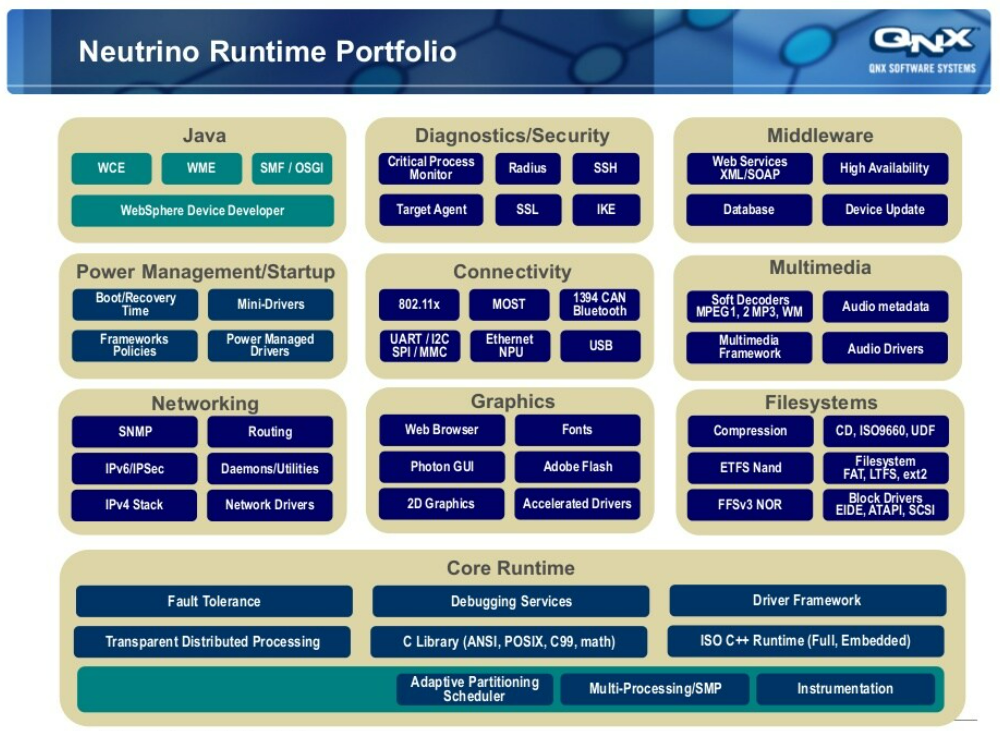 Neutrino Runtime Portfolio
QNX
QNX SOFTWARE SYSTEMS
Java
WCE
WME
SMF / OSGI
WebSphere Device Developer
Diagnostics/Security
Critical Process
Monitor
Radius
SSH
Target Agent
SSL
IKE
Middleware
Web Services
XML/SOAP
High Availability
Database
Device Update
Power Management/Startup
Boot/Recovery
Time
Mini-Drivers
Frameworks
Policies
Power Managed
Drivers
Connectivity
802.11x
MOST
1394 CAN
Bluetooth
UART / I2C
SPI / MMC
Ethernet
NPU
USB
Multimedia
Soft Decoders
MPEG1, 2 MP3, WM
Audio metadata
Multimedia
Framework
Audio Drivers
Networking
SNMP
Routing
IPv6/IPSec
Daemons/Utilities
IPv4 Stack
Network Drivers
Graphics
Web Browser
Fonts
Photon GUI
Adobe Flash
2D Graphics
Accelerated Drivers
Filesystems
Compression
CD, ISO9660, UDF
ETFS Nand
Filesystem
FAT, LTFS, ext2
FFSv3 NOR
Block Drivers
EIDE, ATAPI, SCSI
Core Runtime
Fault Tolerance
Debugging Services
Driver Framework
Transparent Distributed Processing
C Library (ANSI, POSIX, C99, math)
ISO C++ Runtime (Full, Embedded)
Adaptive Partitioning
Scheduler
Multi-Processing/SMP
Instrumentation